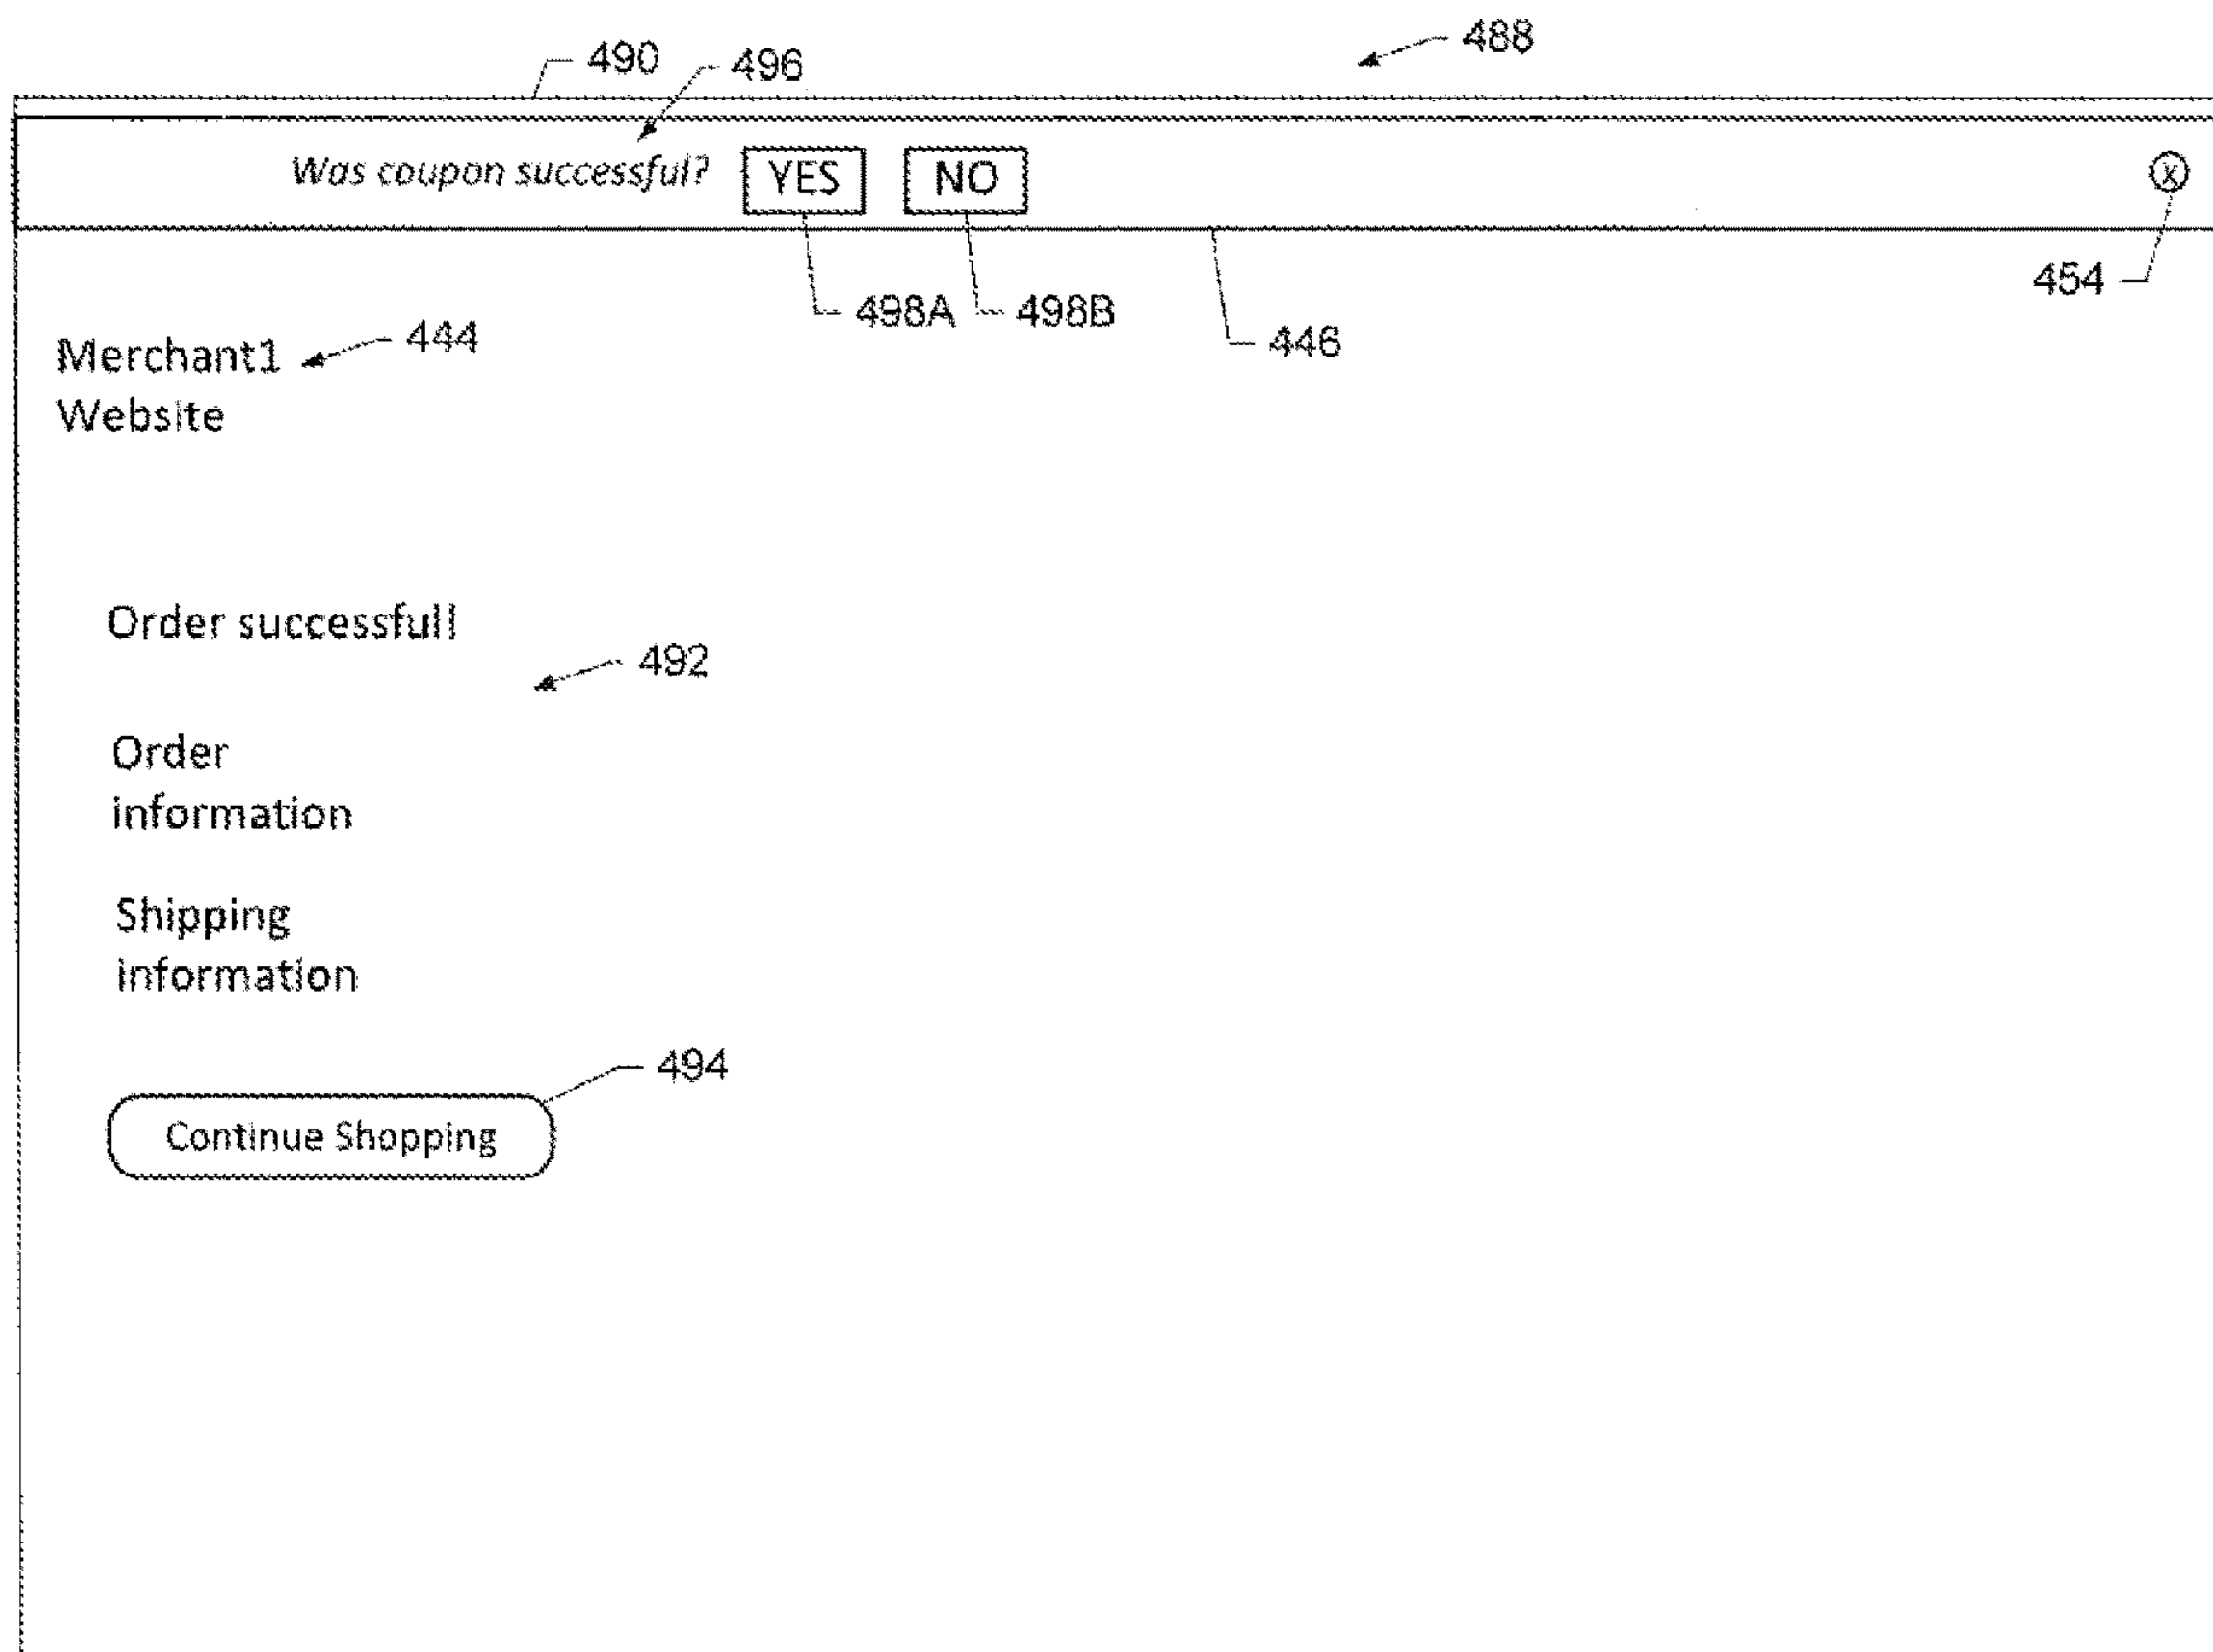 488
490
496
Was coupon successful? YES NO X
454
498A 498B
446
444
Merchant1
Website
Order successful!
492
Order
information
Shipping
information
494
Continue Shopping